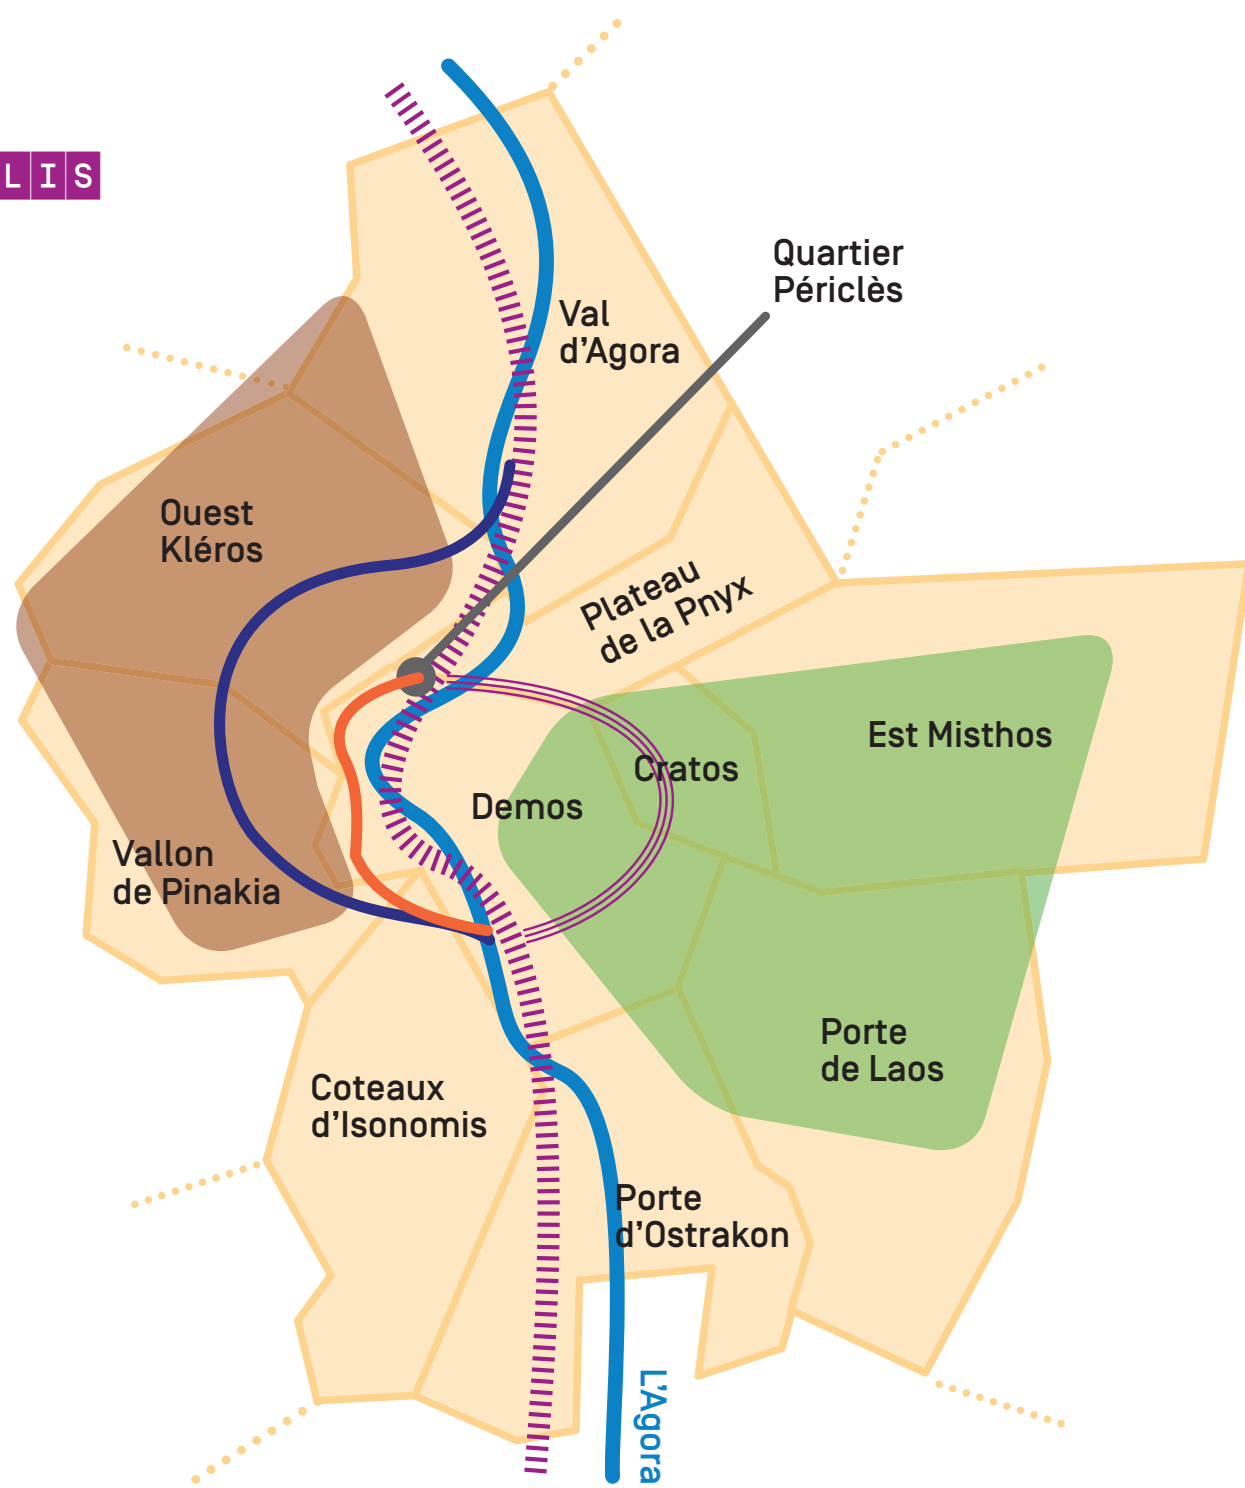 LIS
Quartier
Périclès
Val
d'Agora
Ouest
Kléros
Plateau
de la Pnyx
Est Misthos
Cratos
Demos
Vallon
de Pinakia
Porte
de Laos
Coteaux
d'Isonomis
Porte
d'Ostrakon
L'Agora